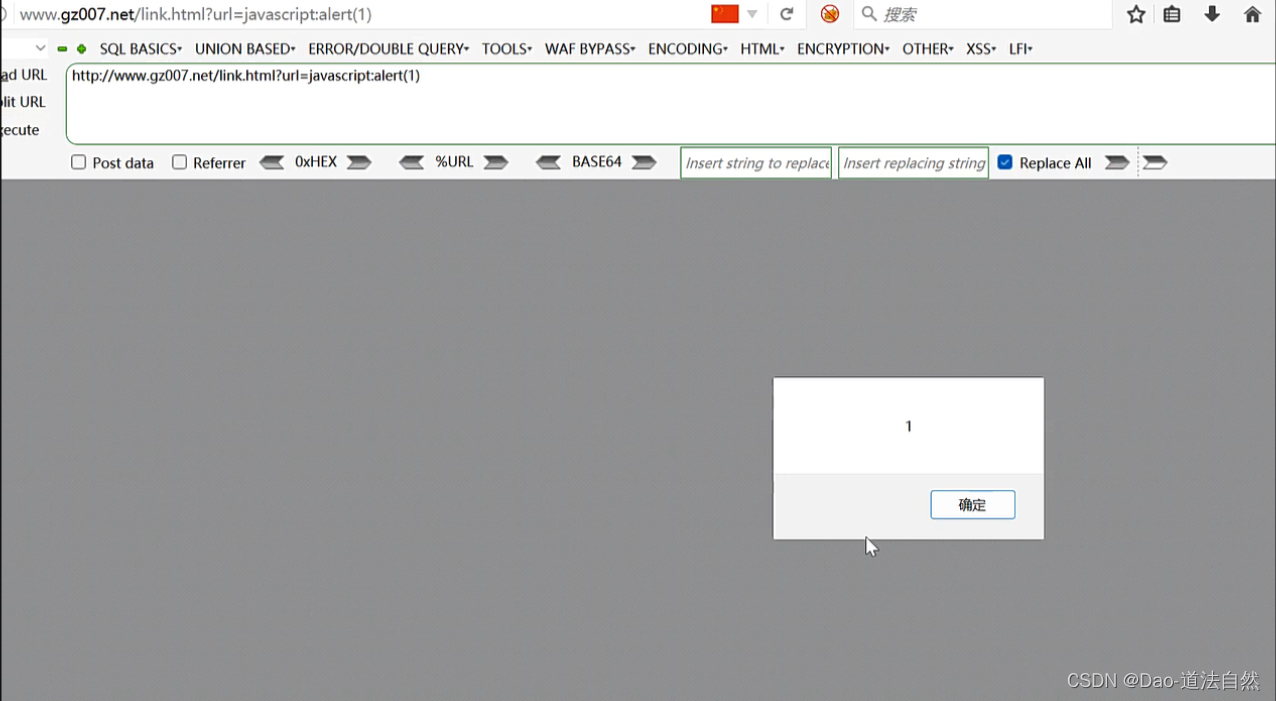 www.gz007.net/link.html?url=javascript:alert(1)
搜索
SQL BASICS UNION BASED ERROR/DOUBLE QUERY TOOLS WAF BYPASS ENCODING HTML ENCRYPTION OTHER XSS LFI
ad URL
http://www.gz007.net/link.html?url=javascript:alert(1)
lit URL
ecute
Post data Referrer 0xHEX %URL BASE64 Insert string to replace Insert replacing string Replace All
1
确定
CSDN @Dao-道法自然